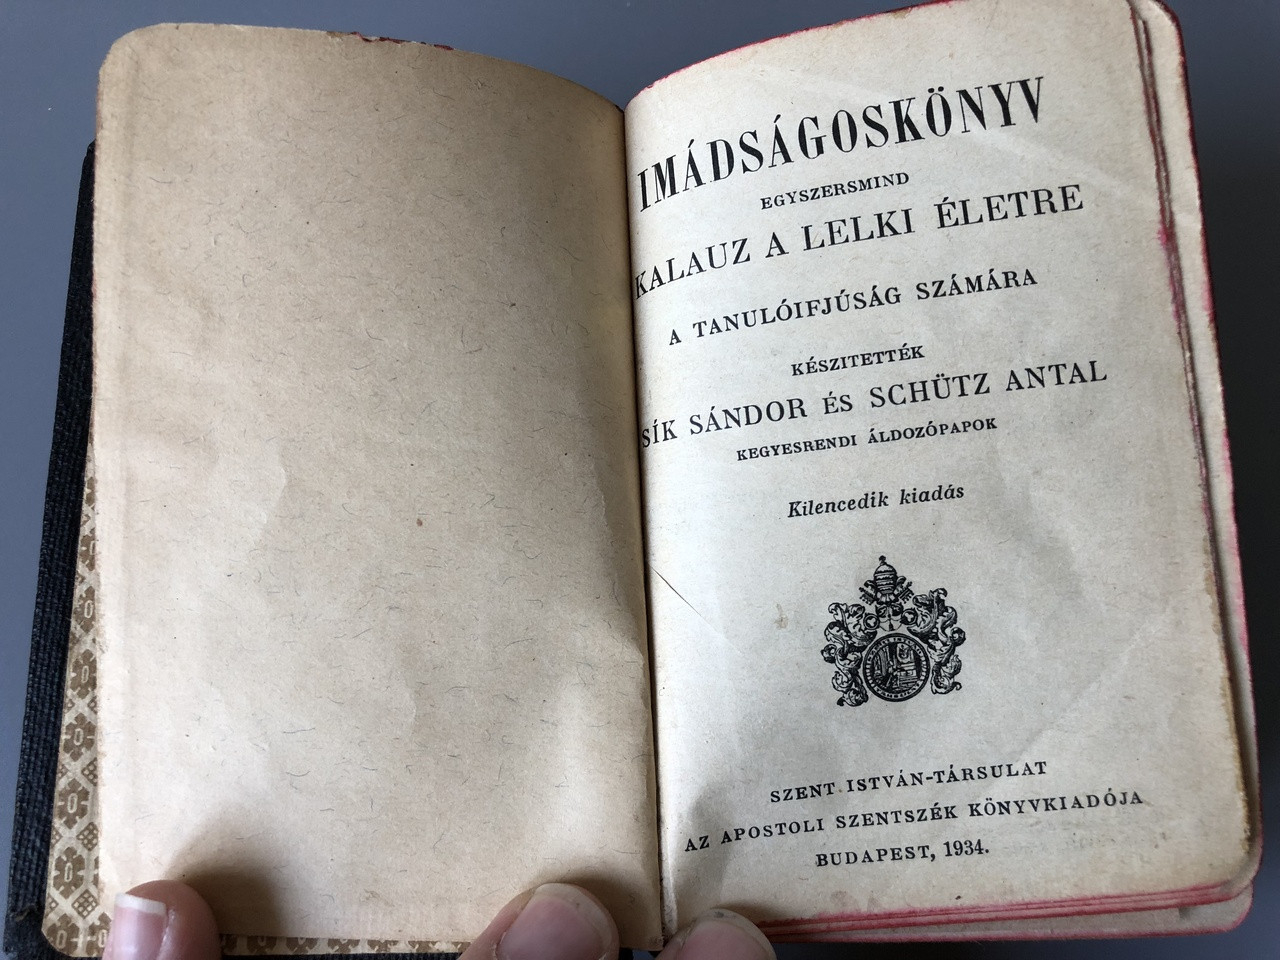 IMÁDSÁGOSKÖNYV
EGYSZERSMIND
KALAUZ A LELKI ÉLETRE
A TANULÓIFJÚSÁG SZÁMÁRA
KÉSZITETTÉK
SÍK SÁNDOR ÉS SCHÜTZ ANTAL
KEGYESRENDI ÁLDOZÓPAPOK
Kilencedik kiadás
SZENT ISTVÁN-TÁRSULAT
AZ APOSTOLI SZENTSZÉK KÖNYVKIADÓJA
BUDAPEST, 1934.